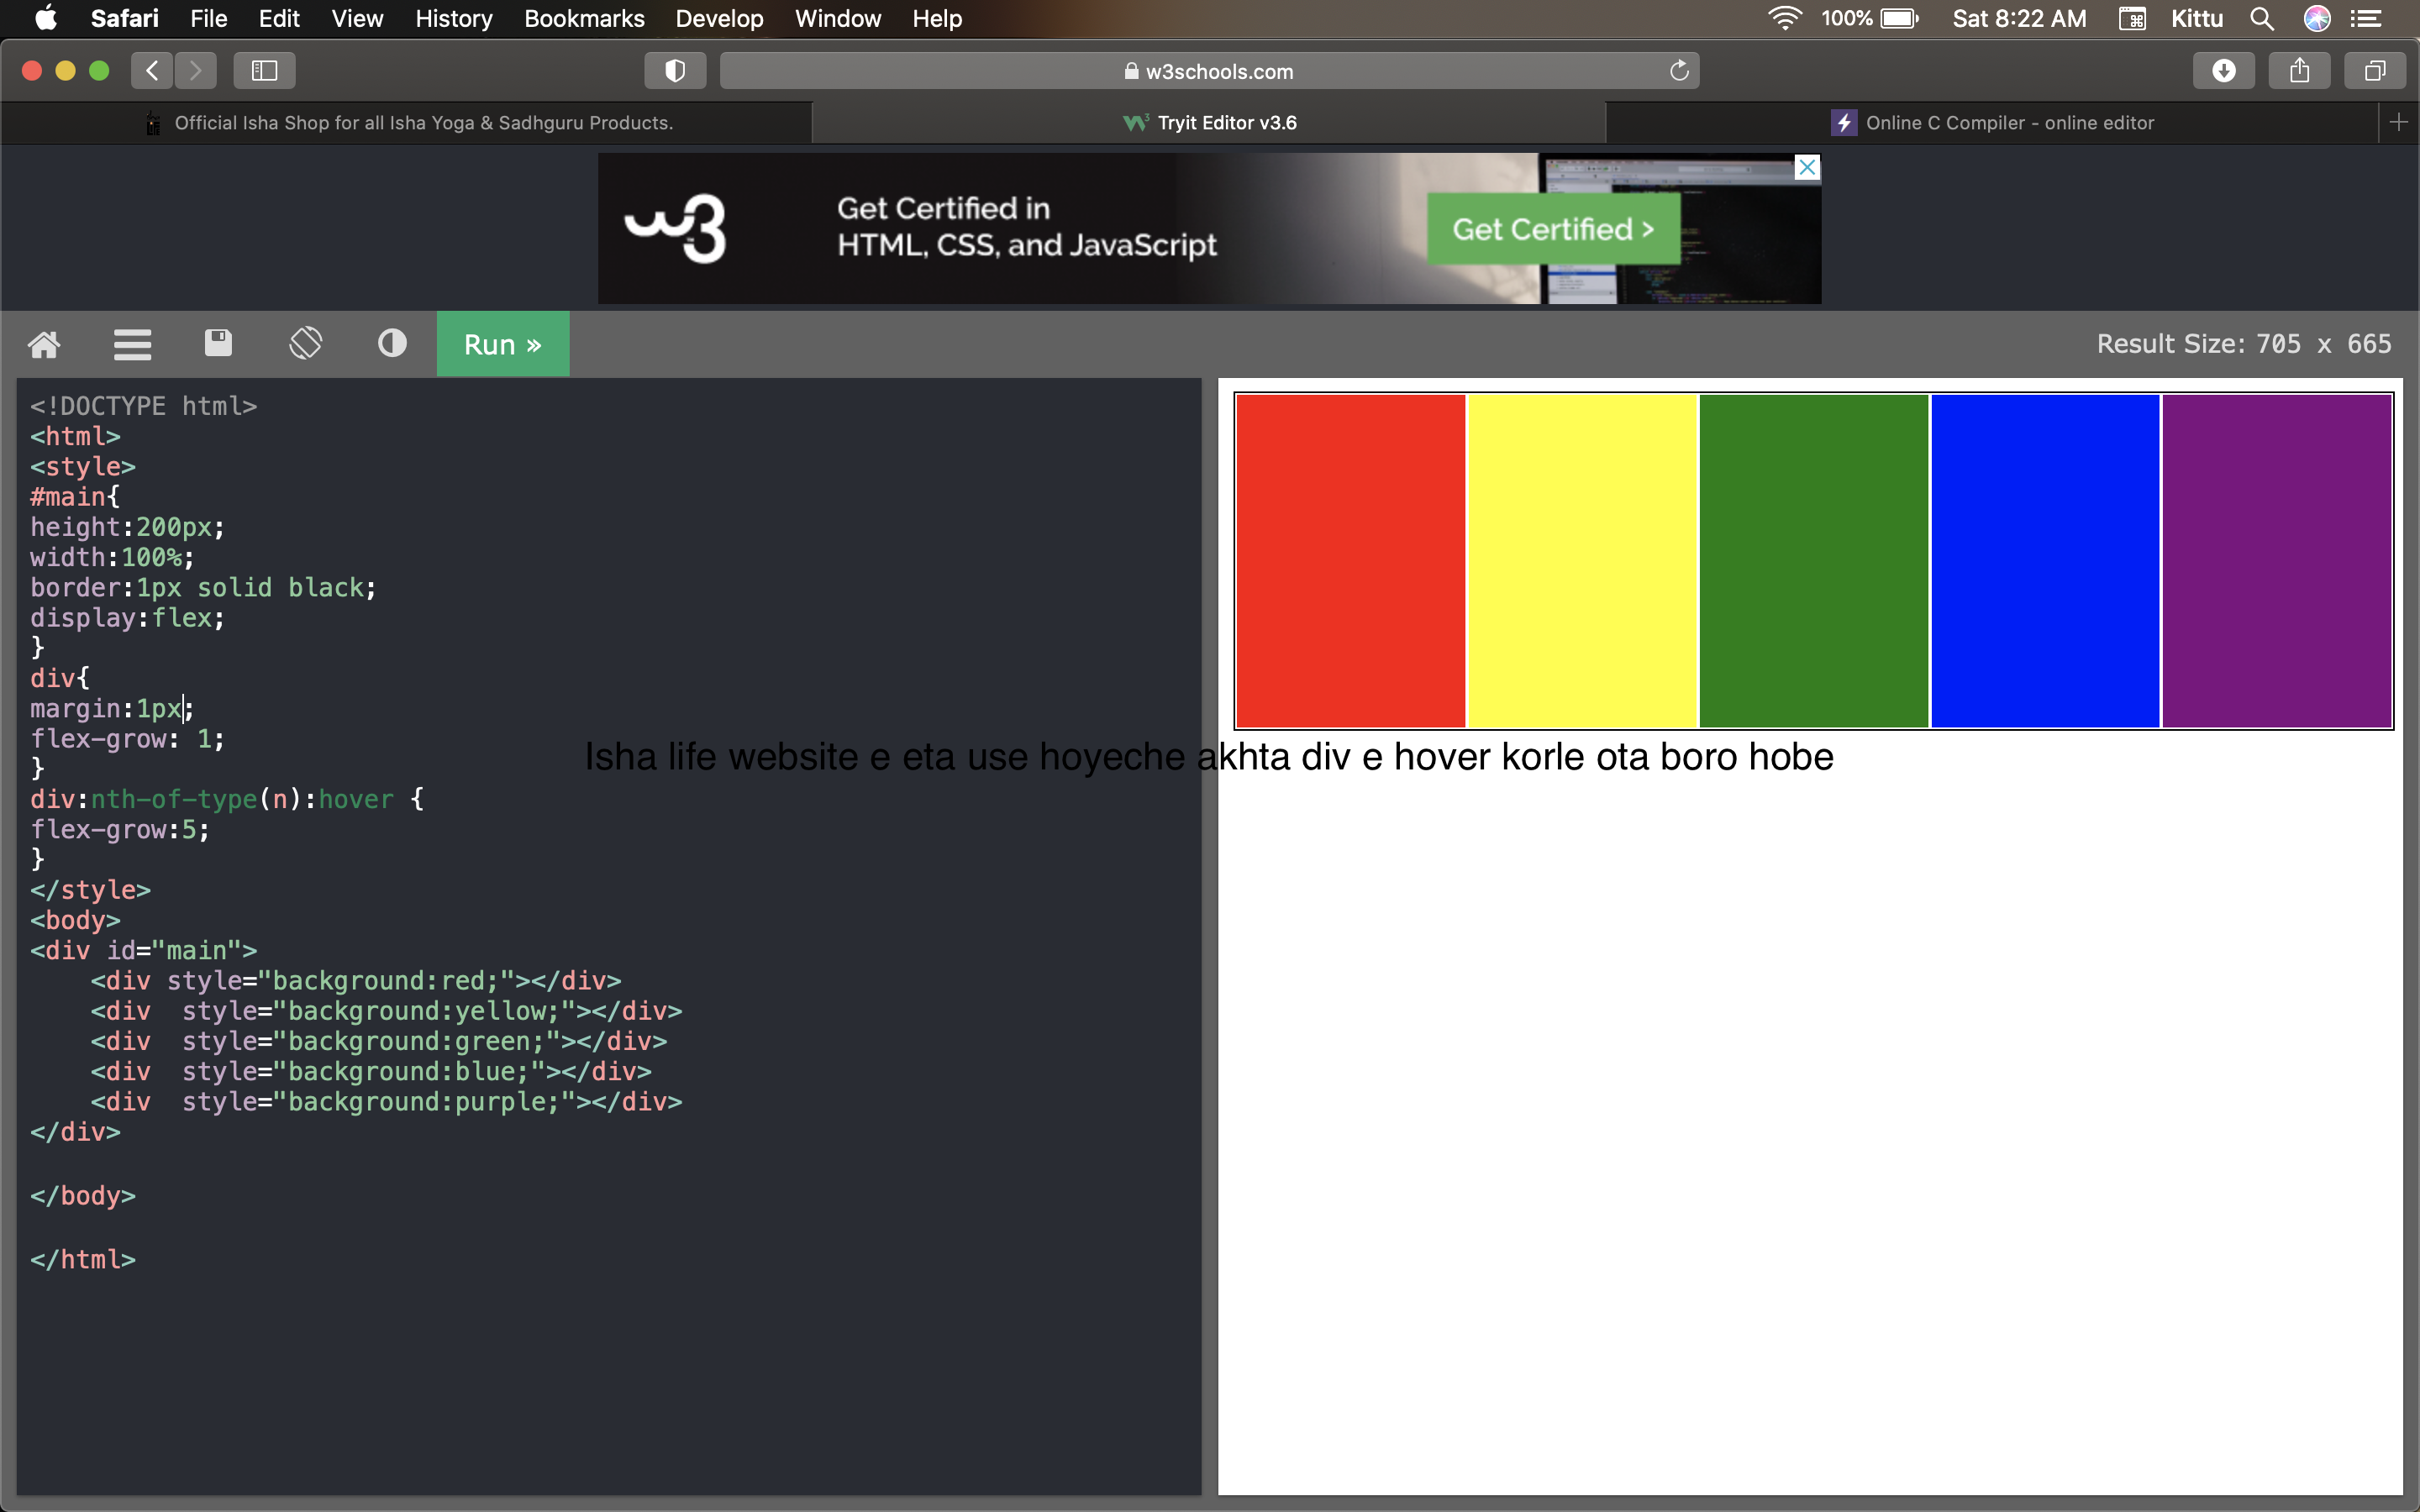 Safari File Edit View History Bookmarks Develop Window Help 100% Sat 8:22 AM Kittu
w3schools.com
Official Isha Shop for all Isha Yoga & Sadhguru Products. Tryit Editor v3.6 Online C Compiler - online editor
w3 Get Certified in
HTML, CSS, and JavaScript
Get Certified >
Run » Result Size: 705 x 665
<!DOCTYPE html>
<html>
<style>
#main{
height:200px;
width:100%;
border:1px solid black;
display:flex;
}
div{
margin:1px;
flex-grow: 1;
}
Isha life website e eta use hoyeche akhta div e hover korle ota boro hobe
div:nth-of-type(n):hover {
flex-grow:5;
}
</style>
<body>
<div id="main">
    <div style="background:red;"></div>
    <div  style="background:yellow;"></div>
    <div  style="background:green;"></div>
    <div  style="background:blue;"></div>
    <div  style="background:purple;"></div>
</div>
</body>
</html>